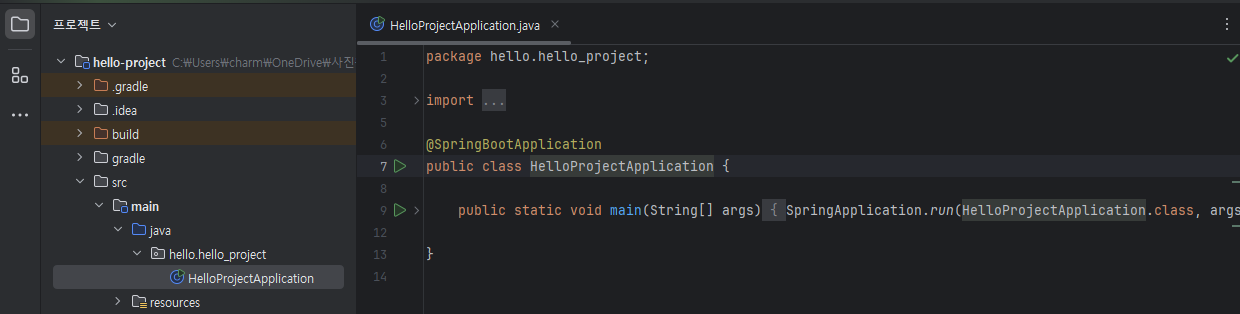 프로젝트
hello-project C:₩Users₩charm₩OneDrive₩사진
.gradle
.idea
build
gradle
src
main
java
hello.hello_project
HelloProjectApplication
resources
HelloProjectApplication.java
1 package hello.hello_project;
2
3 import ...
5
6 @SpringBootApplication
7 public class HelloProjectApplication {
8
9 public static void main(String[] args) { SpringApplication.run(HelloProjectApplication.class, args
12
13 }
14